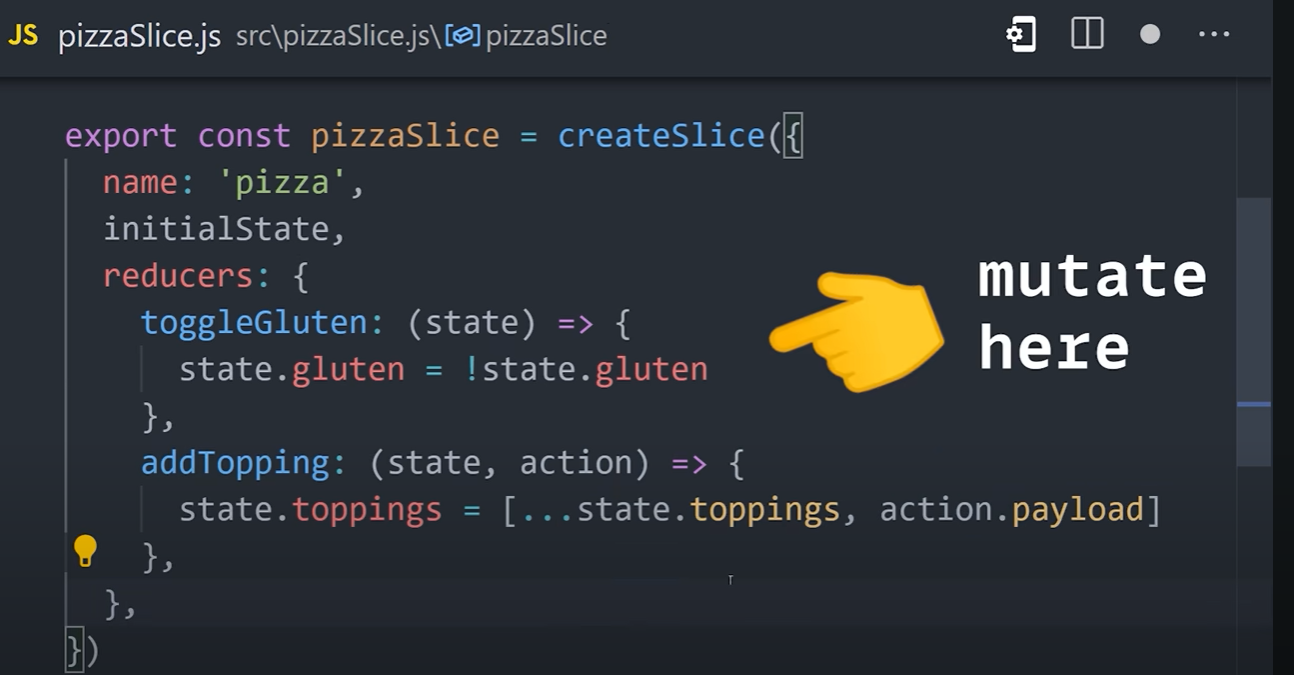 JS pizzaSlice.js src\pizzaSlice.js\pizzaSlice
export const pizzaSlice = createSlice({
name: 'pizza',
initialState,
reducers: {
toggleGluten: (state) => {
state.gluten = !state.gluten
},
addTopping: (state, action) => {
state.toppings = [...state.toppings, action.payload]
},
},
})
mutate
here